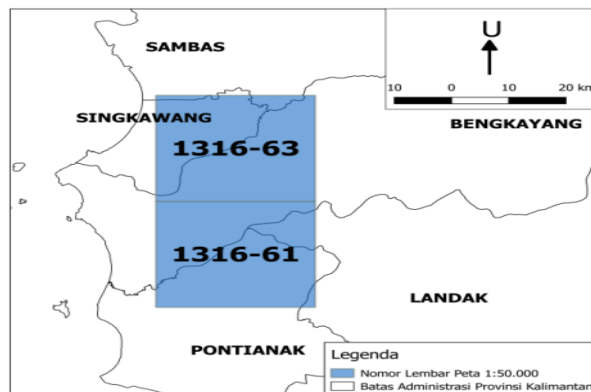 SAMBAS
U
10 0 10 20 km
SINGKAWANG
BENGKAYANG
1316-63
1316-61
LANDAK
PONTIANAK
Legenda
Nomor Lembar Peta 1:50.000
Batas Administrasi Provinsi Kalimantan